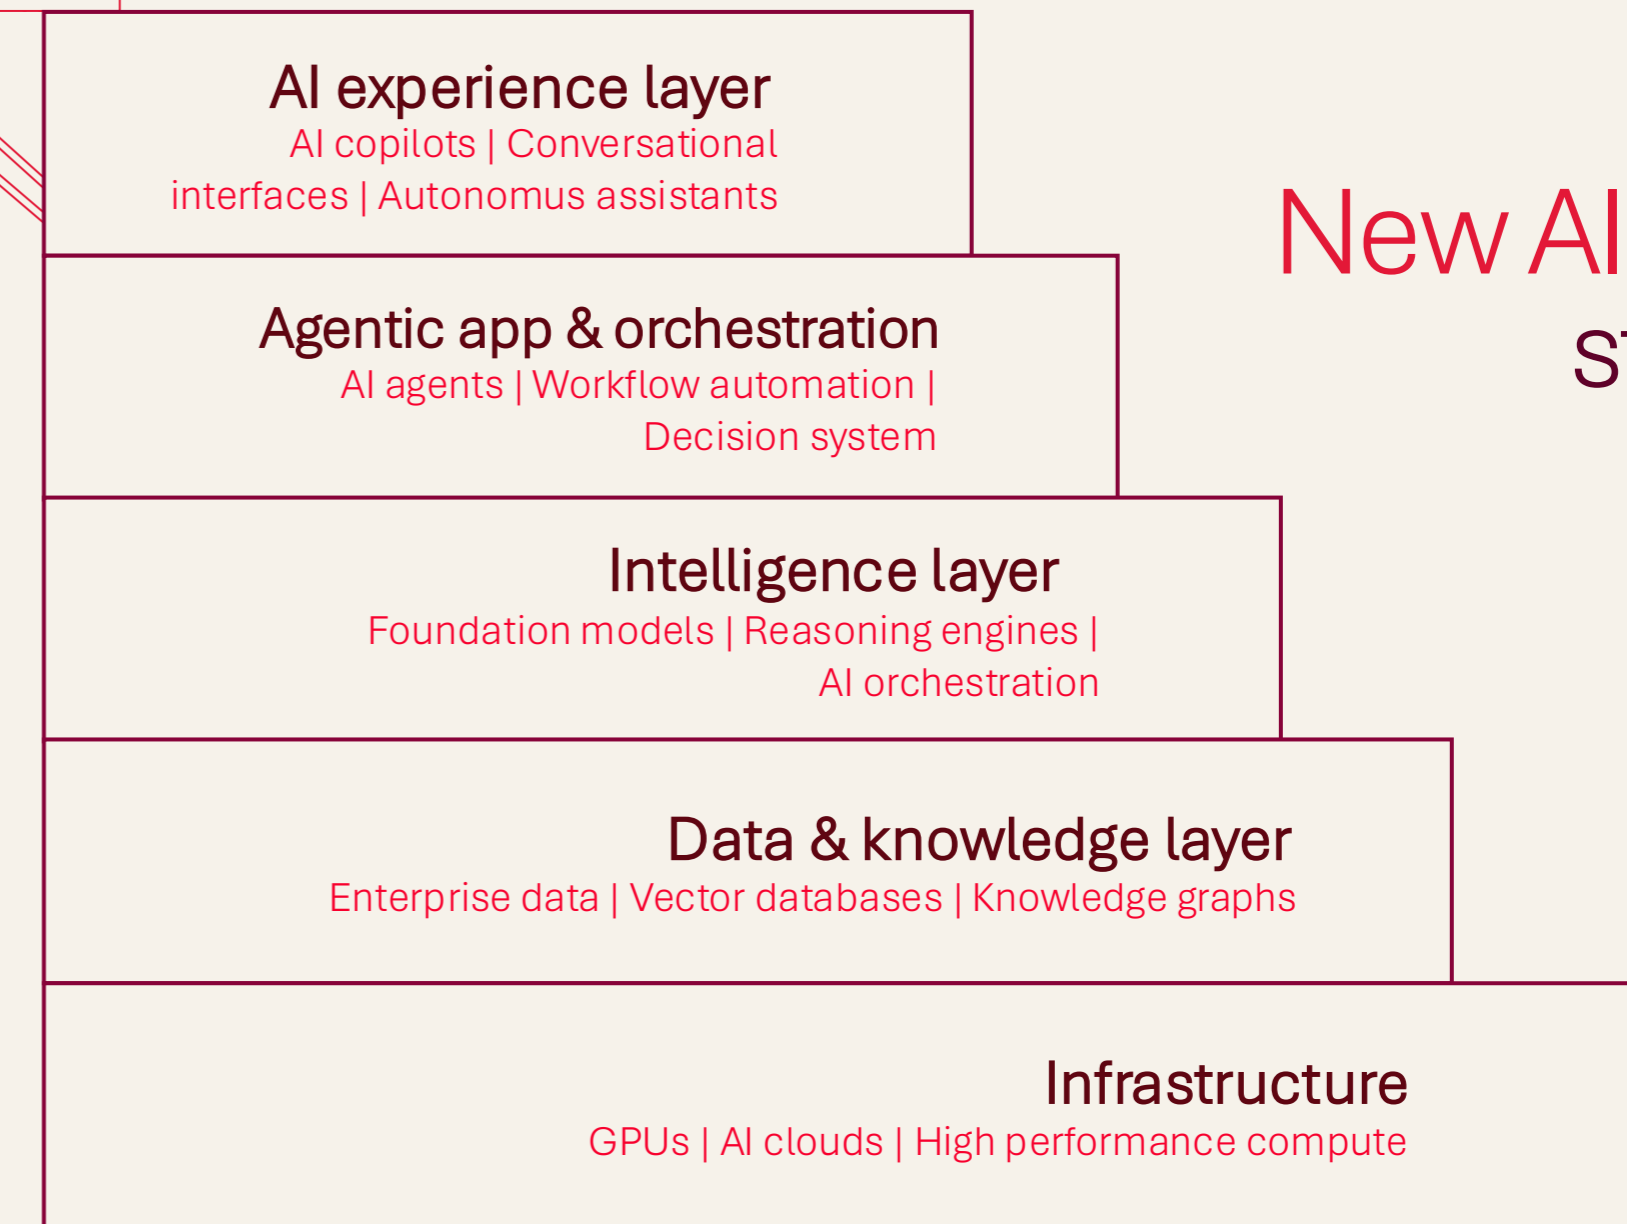 AI experience layer
AI copilots | Conversational
interfaces | Autonomus assistants
Agentic app & orchestration
AI agents | Workflow automation |
Decision system
Intelligence layer
Foundation models | Reasoning engines |
AI orchestration
Data & knowledge layer
Enterprise data | Vector databases | Knowledge graphs
Infrastructure
GPUs | AI clouds | High performance compute
New AI